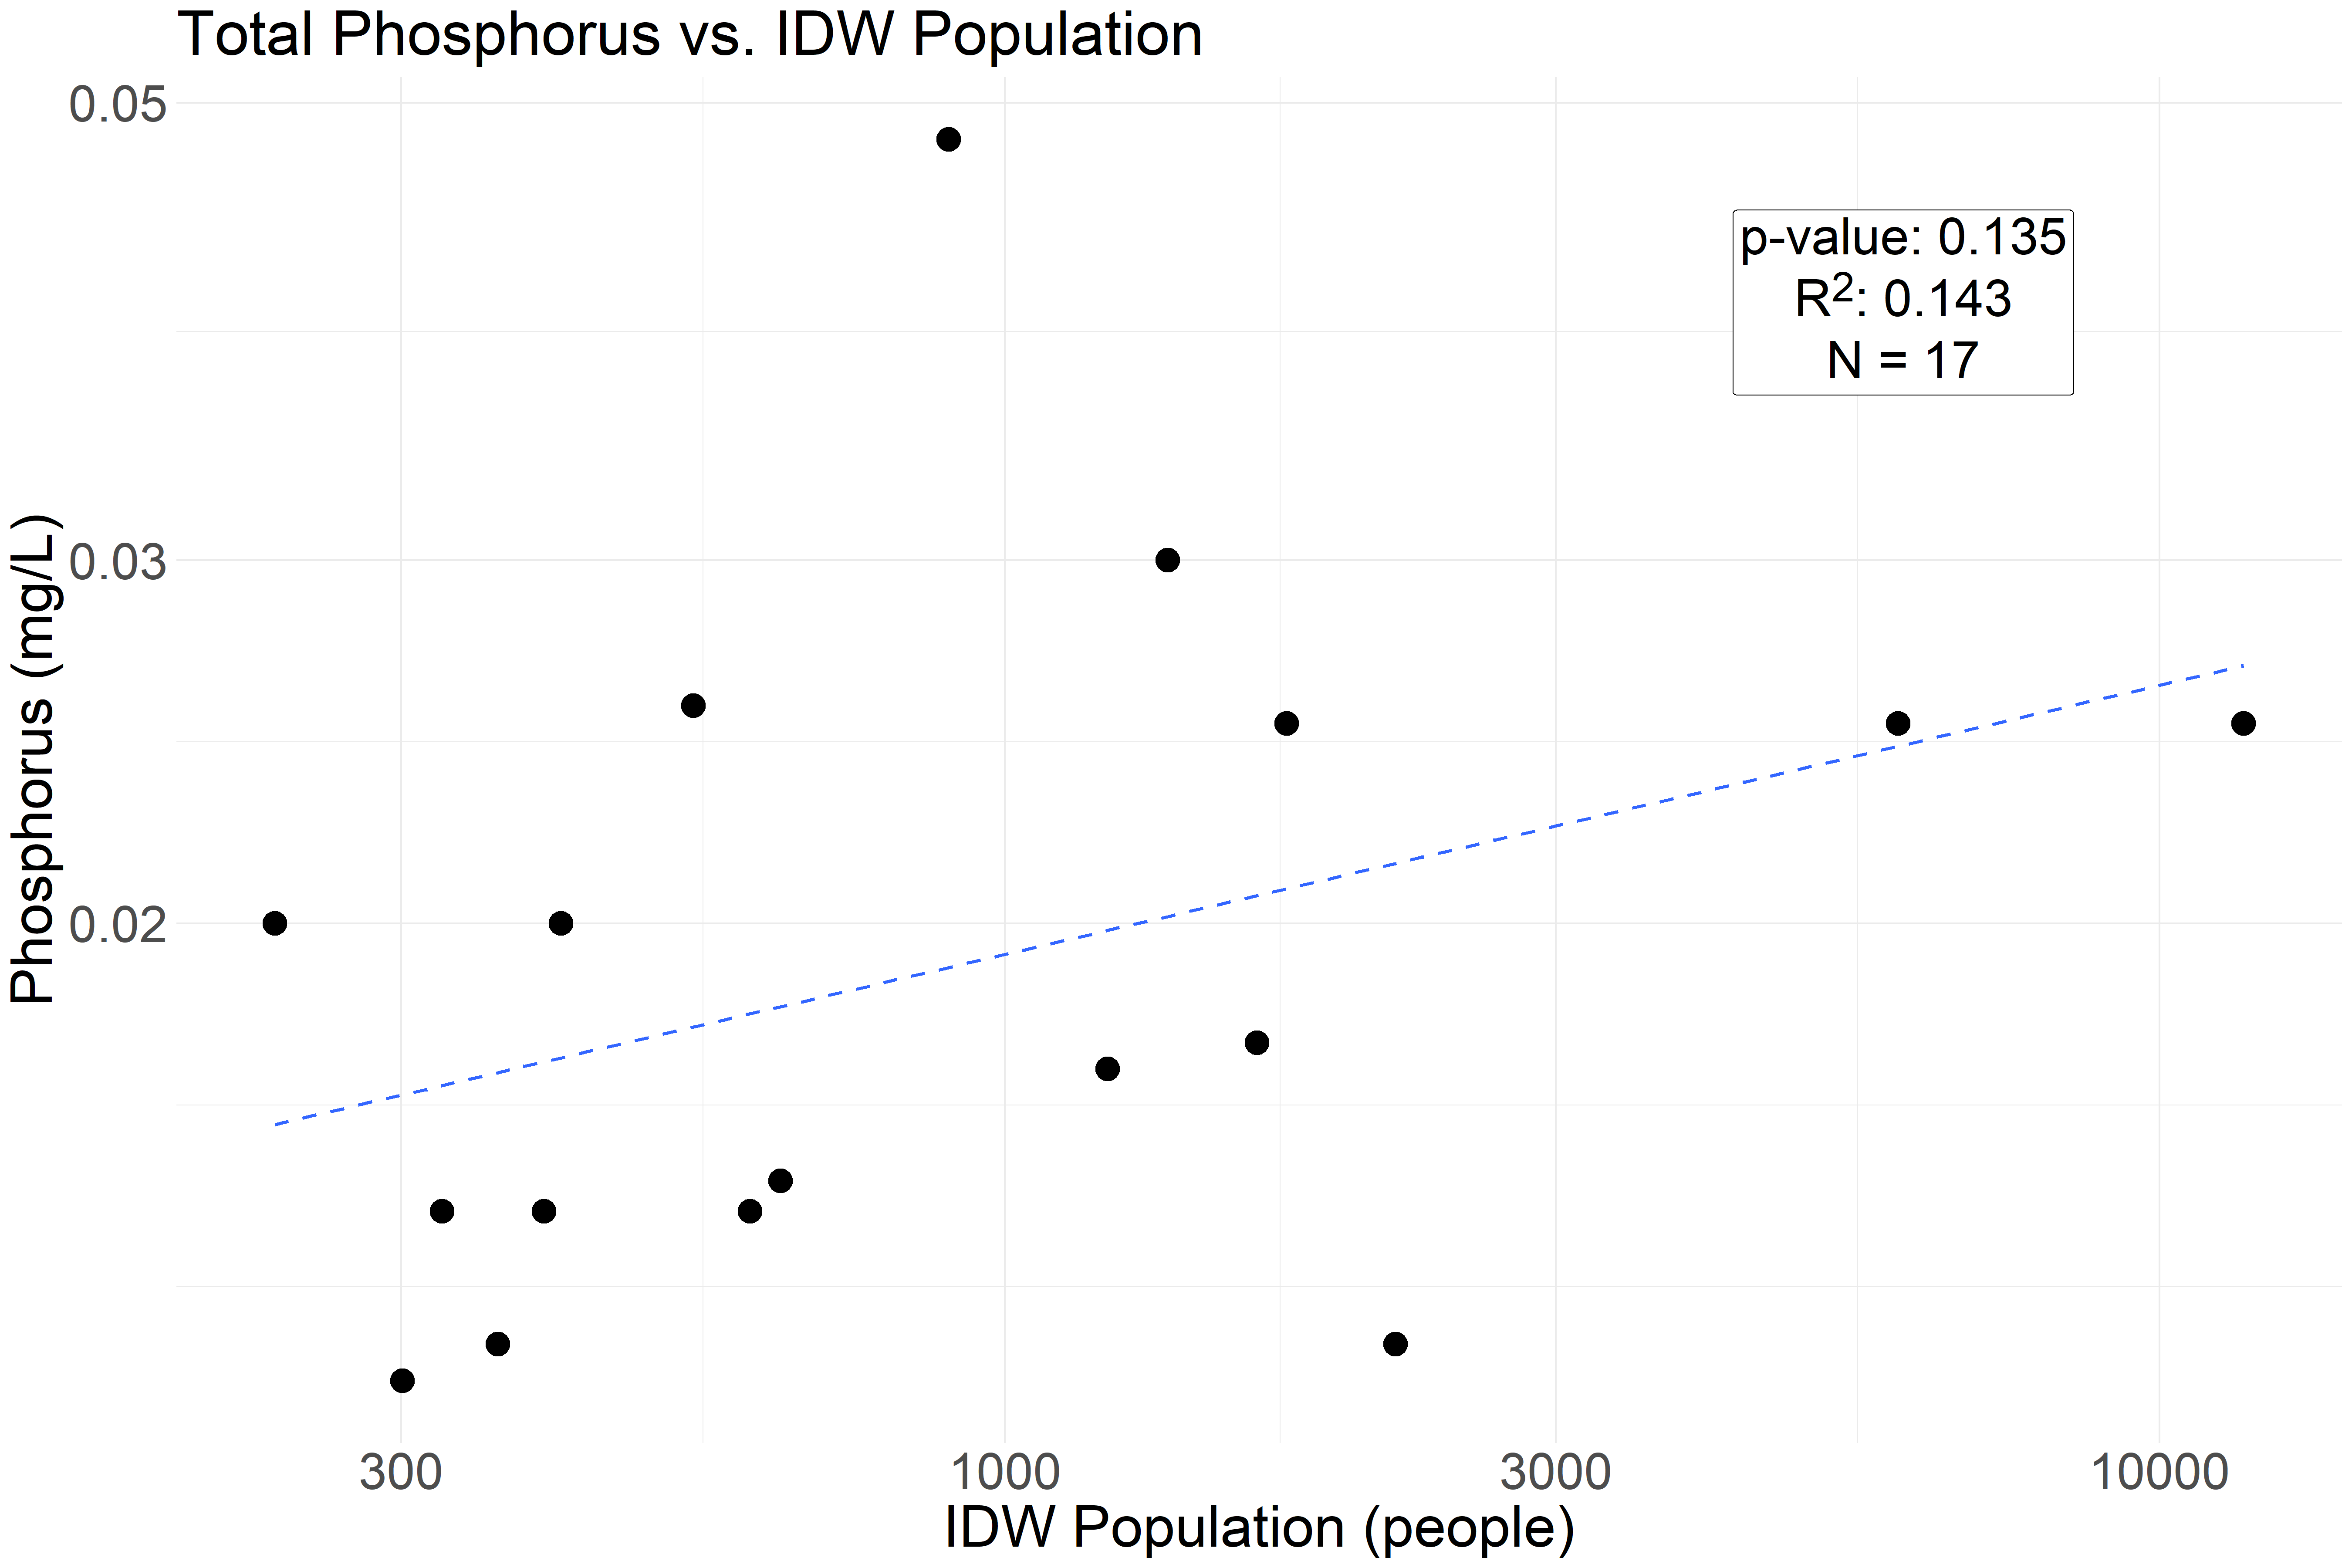 Total Phosphorus vs. IDW Population
0.05
p-value: 0.135
R²: 0.143
N = 17
Phosphorus (mg/L)
0.03
0.02
300 1000 3000 10000
IDW Population (people)